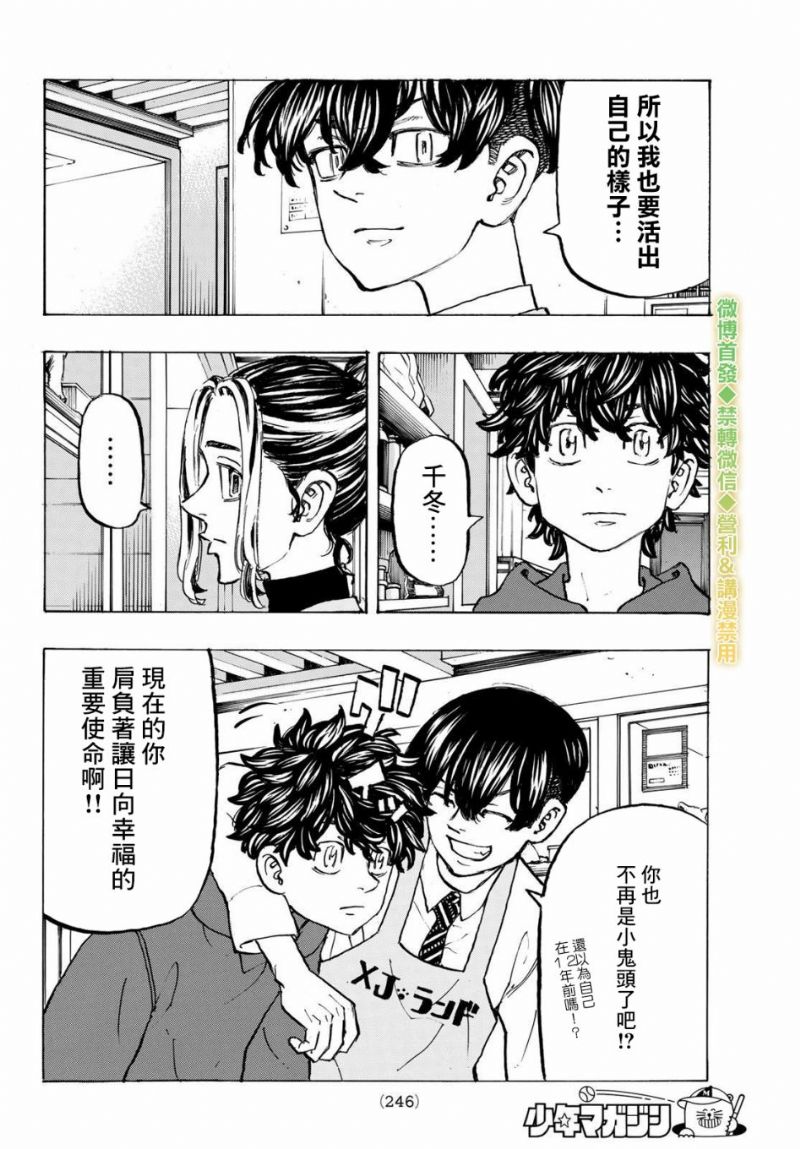 所以我也要活出
自己的樣子…
千冬……
……
現在的你
肩負著讓日向幸福的
重要使命啊!!
グッ
你也
不再是小鬼頭了吧!?
還以為自己
在12年前嗎!?
XJランド
微博首發◆禁轉微信◆營利&講漫禁用
(246)
少年マガジン